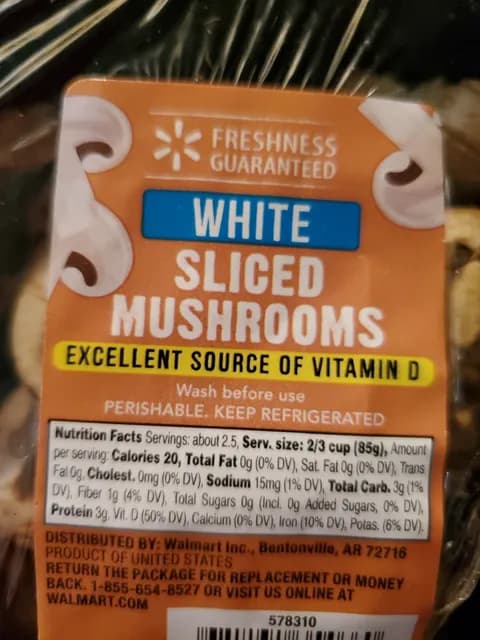 FRESHNESS
GUARANTEED
WHITE
SLICED
MUSHROOMS
EXCELLENT SOURCE OF VITAMIN D
Wash before use
PERISHABLE. KEEP REFRIGERATED
Nutrition Facts Servings: about 2.5, Serv. size: 2/3 cup (85g), Amount
per serving: Calories 20, Total Fat 0g (0% DV), Sat. Fat 0g (0% DV), Trans
Fat 0g, Cholest. 0mg (0% DV), Sodium 15mg (1% DV), Total Carb. 3g (1%
DV), Fiber 1g (4% DV), Total Sugars 0g (Incl. 0g Added Sugars, 0% DV),
Protein 3g, Vit. D (50% DV), Calcium (0% DV), Iron (10% DV), Potas. (6% DV).
DISTRIBUTED BY: Walmart Inc., Bentonville, AR 72716
PRODUCT OF UNITED STATES
RETURN THE PACKAGE FOR REPLACEMENT OR MONEY
BACK. 1-855-654-8527 OR VISIT US ONLINE AT
WALMART.COM
578310